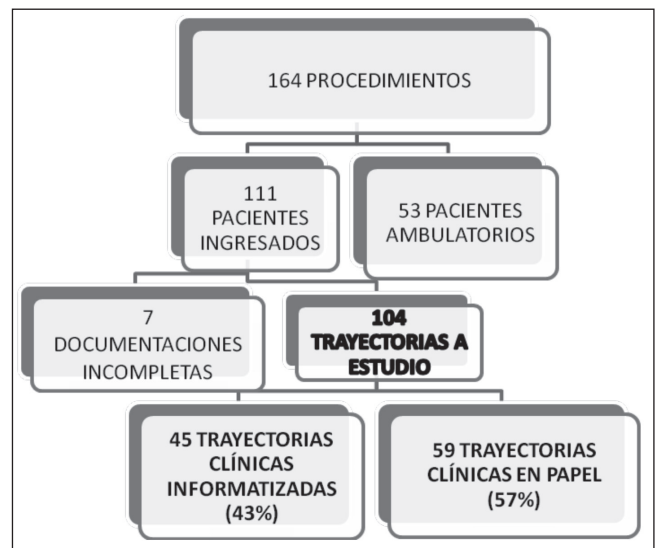 164 PROCEDIMIENTOS
111
PACIENTES
INGRESADOS
53 PACIENTES
AMBULATORIOS
7
DOCUMENTACIONES
INCOMPLETAS
104
TRAYECTORIAS A
ESTUDIO
45 TRAYECTORIAS
CLÍNICAS
INFORMATIZADAS
(43%)
59 TRAYECTORIAS
CLÍNICAS EN PAPEL
(57%)